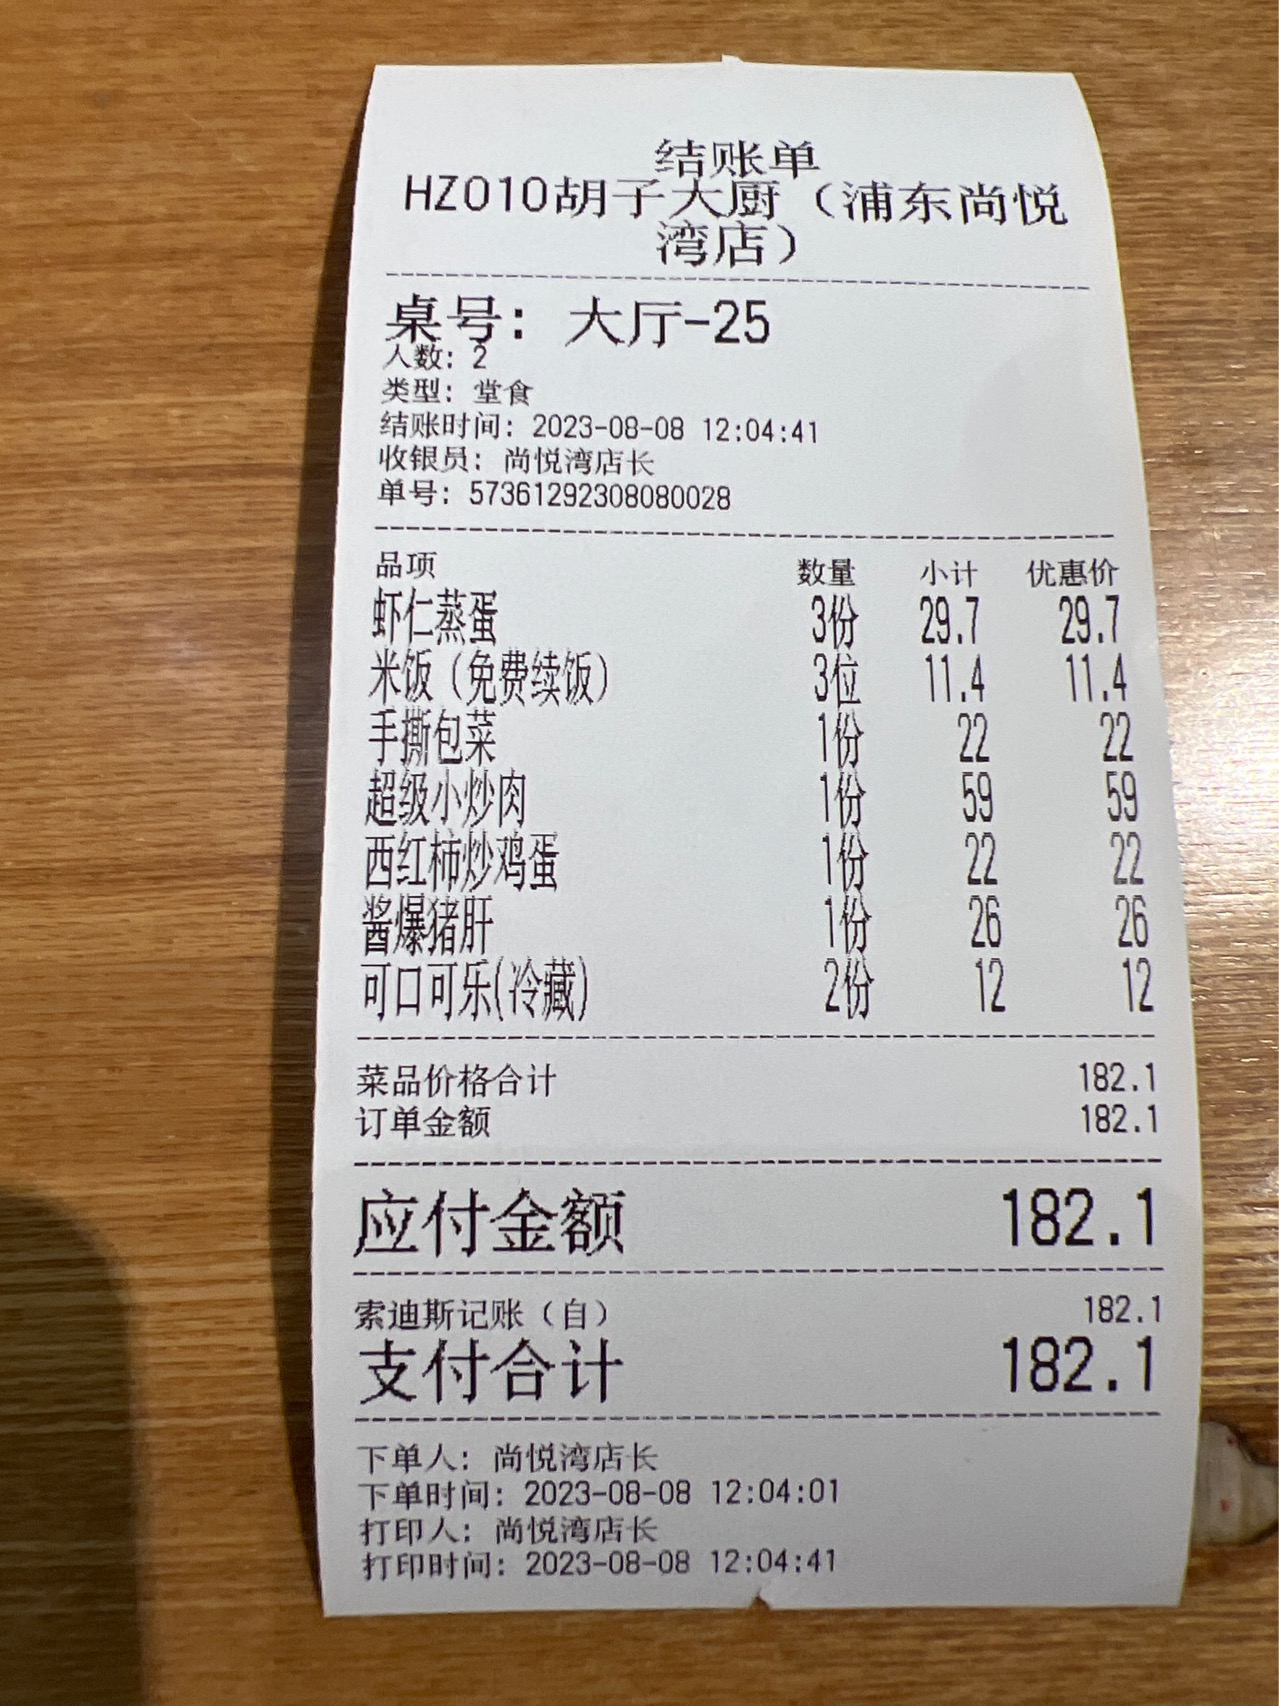 结账单
HZ010胡子大厨（浦东尚悦
湾店）
桌号：大厅-25
人数：2
类型：堂食
结账时间：2023-08-08 12:04:41
收银员：尚悦湾店长
单号：57361292308080028
品项 数量 小计 优惠价
虾仁蒸蛋 3份 29.7 29.7
米饭（免费续饭） 3位 11.4 11.4
手撕包菜 1份 22 22
超级小炒肉 1份 59 59
西红柿炒鸡蛋 1份 22 22
酱爆猪肝 1份 26 26
可口可乐(冷藏) 2份 12 12
菜品价格合计 182.1
订单金额 182.1
应付金额 182.1
索迪斯记账（自） 182.1
支付合计 182.1
下单人：尚悦湾店长
下单时间：2023-08-08 12:04:01
打印人：尚悦湾店长
打印时间：2023-08-08 12:04:41